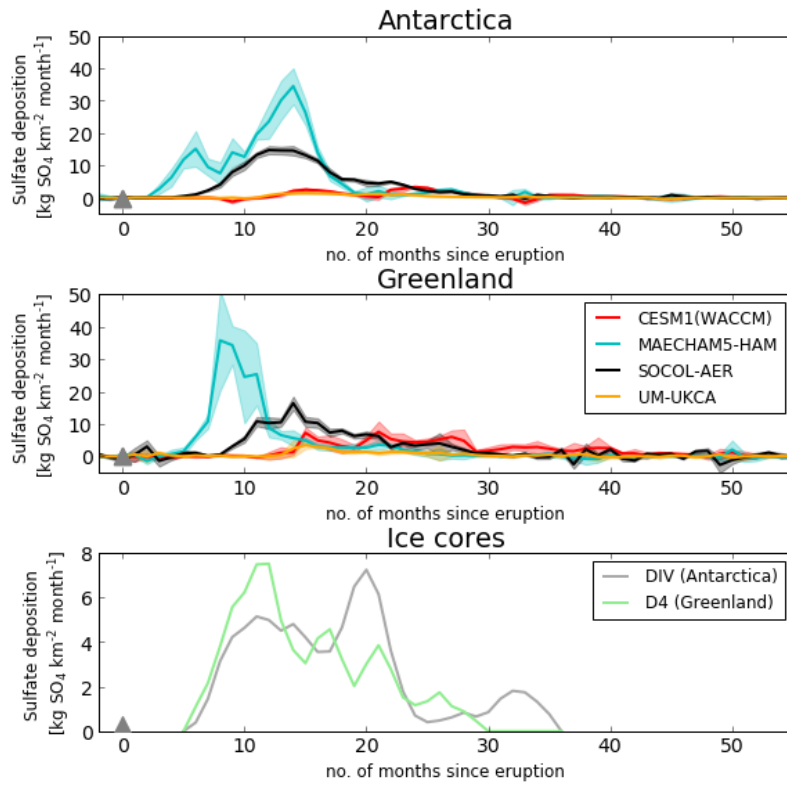 Antarctica
Sulfate deposition
[kg SO4 km-2 month-1]
50
40
30
20
10
0
0 10 20 30 40 50
no. of months since eruption
Greenland
Sulfate deposition
[kg SO4 km-2 month-1]
50
40
30
20
10
0
CESM1(WACCM)
MAECHAM5-HAM
SOCOL-AER
UM-UKCA
0 10 20 30 40 50
no. of months since eruption
Ice cores
Sulfate deposition
[kg SO4 km-2 month-1]
8
6
4
2
0
DIV (Antarctica)
D4 (Greenland)
0 10 20 30 40 50
no. of months since eruption